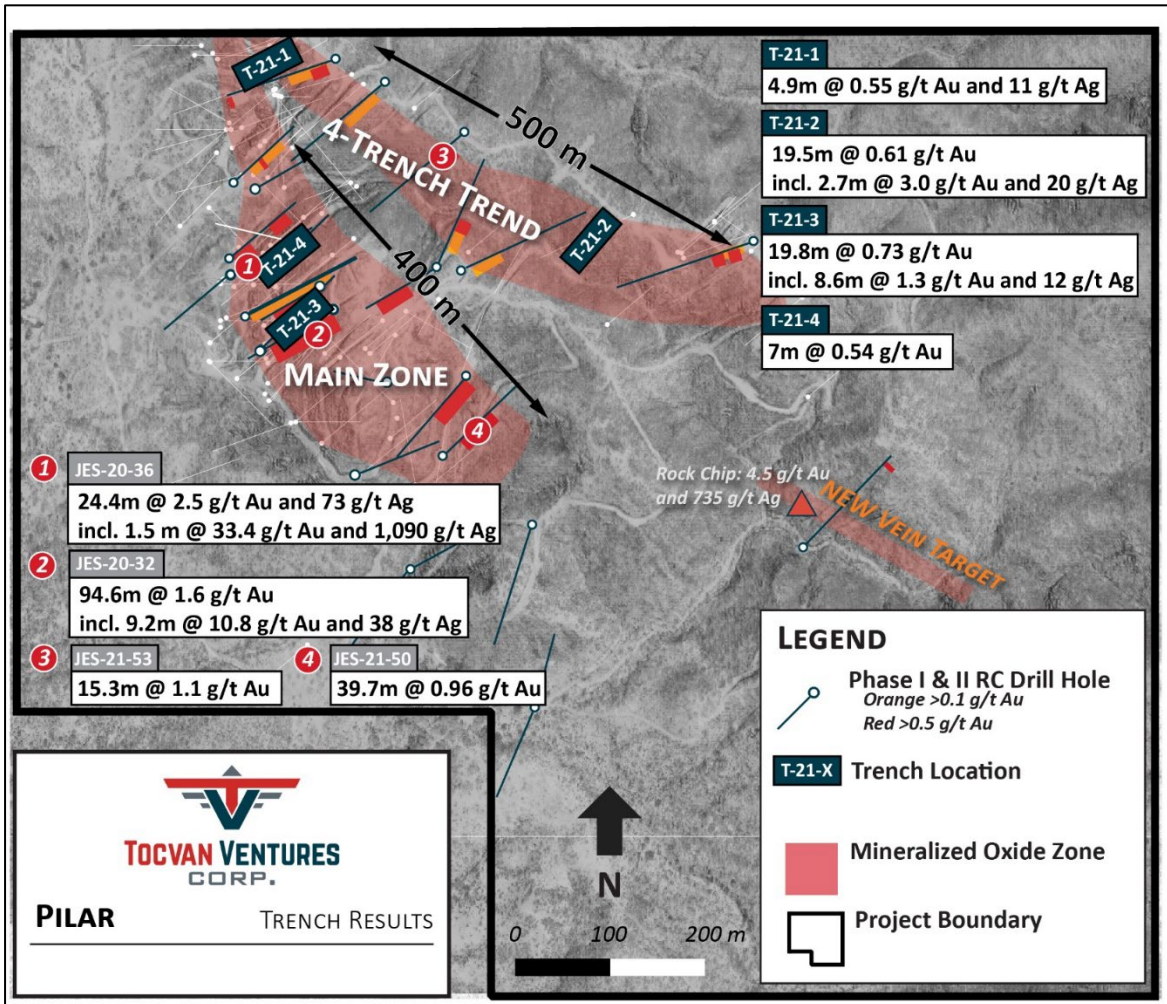 T-21-1
4-Trench Trend
500 m
3
T-21-2
400 m
1
T-21-4
T-21-3
2
Main Zone
4
T-21-1
4.9m @ 0.55 g/t Au and 11 g/t Ag
T-21-2
19.5m @ 0.61 g/t Au
incl. 2.7m @ 3.0 g/t Au and 20 g/t Ag
T-21-3
19.8m @ 0.73 g/t Au
incl. 8.6m @ 1.3 g/t Au and 12 g/t Ag
T-21-4
7m @ 0.54 g/t Au
Rock Chip: 4.5 g/t Au
and 735 g/t Ag
New Vein Target
1 JES-20-36
24.4m @ 2.5 g/t Au and 73 g/t Ag
incl. 1.5 m @ 33.4 g/t Au and 1,090 g/t Ag
2 JES-20-32
94.6m @ 1.6 g/t Au
incl. 9.2m @ 10.8 g/t Au and 38 g/t Ag
3 JES-21-53
15.3m @ 1.1 g/t Au
4 JES-21-50
39.7m @ 0.96 g/t Au
Legend
Phase I & II RC Drill Hole
Orange >0.1 g/t Au
Red >0.5 g/t Au
T-21-X Trench Location
Mineralized Oxide Zone
Project Boundary
Tocvan Ventures
Corp.
Pilar Trench Results
N
0 100 200 m